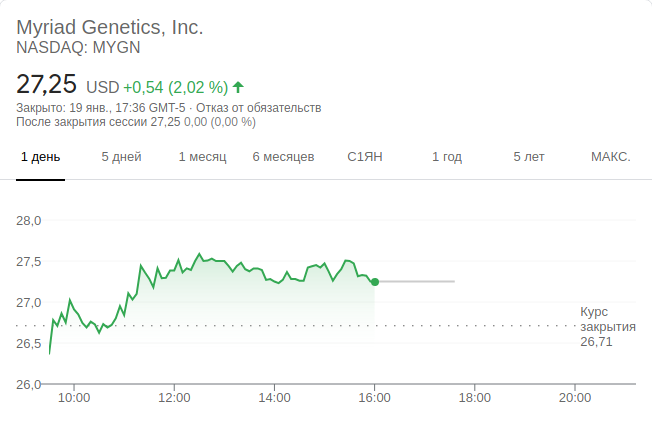 Myriad Genetics, Inc.
NASDAQ: MYGN
27,25 USD +0,54 (2,02 %)
Закрыто: 19 янв., 17:36 GMT-5 · Отказ от обязательств
После закрытия сессии 27,25 0,00 (0,00 %)
1 день 5 дней 1 месяц 6 месяцев С1ЯН 1 год 5 лет МАКС.
28,0
27,5
27,0
26,5
26,0
Курс
закрытия
26,71
10:00 12:00 14:00 16:00 18:00 20:00